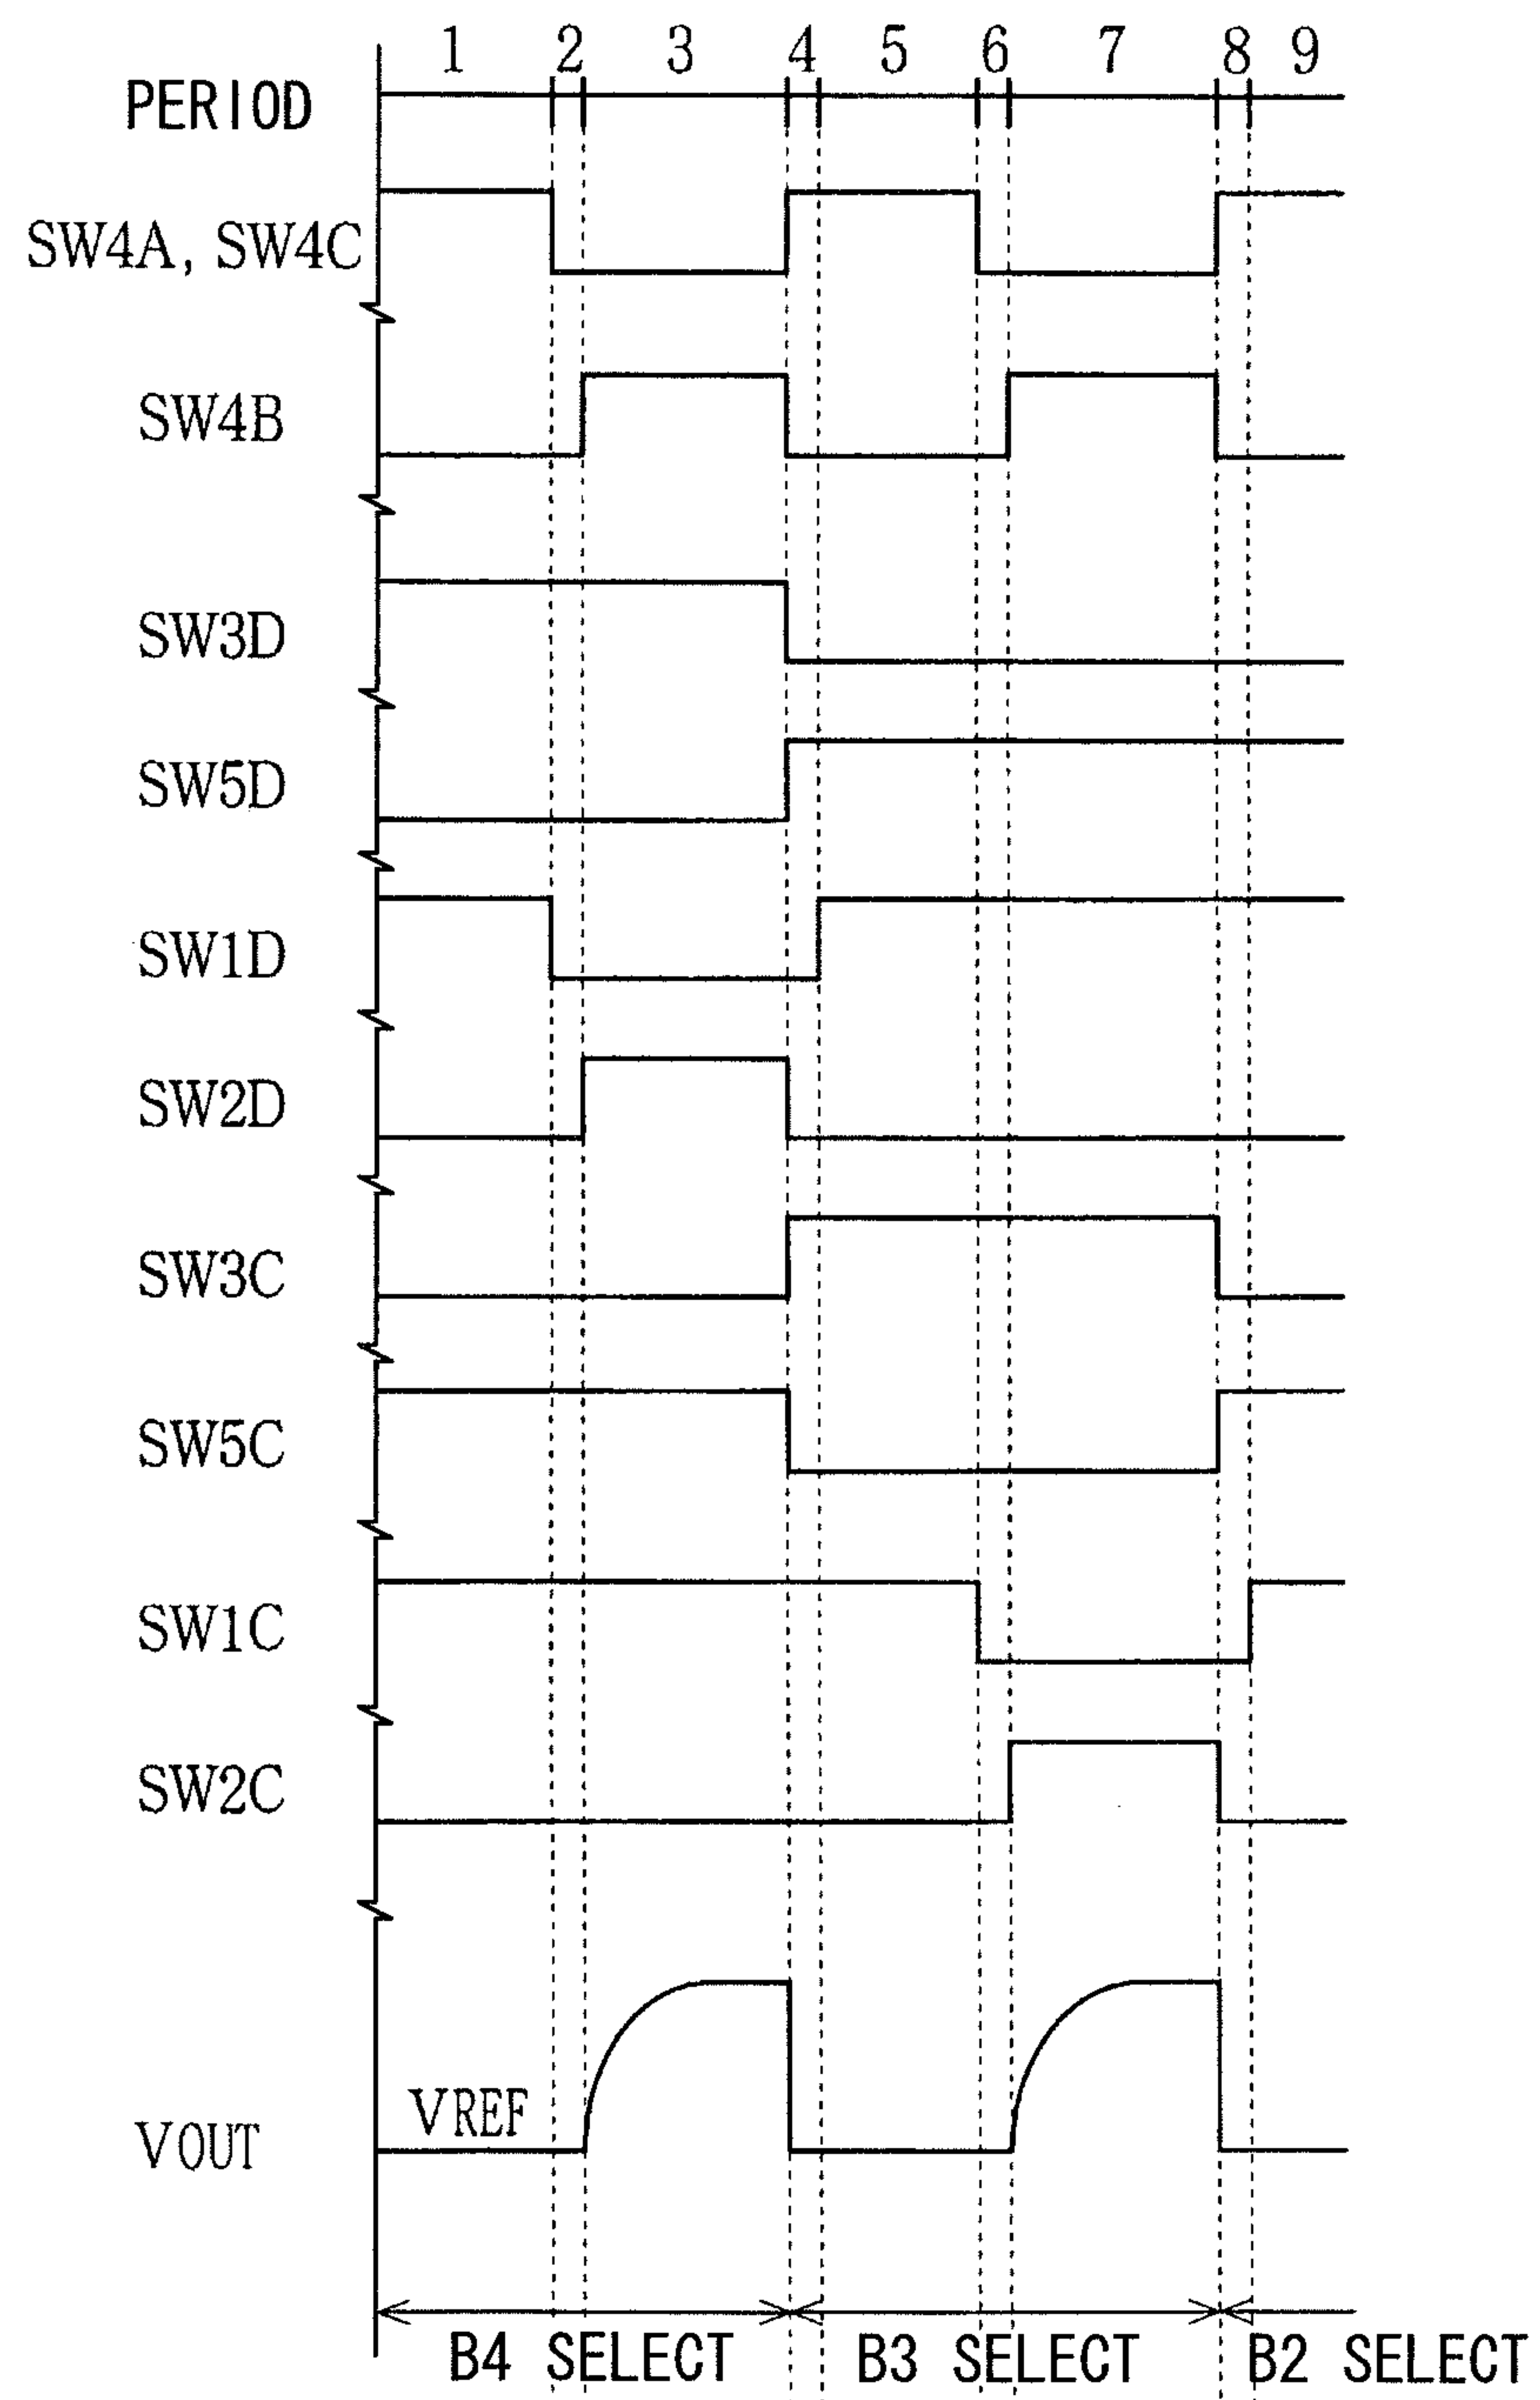 1 2 3 4 5 6 7 8 9
PERIOD
SW4A, SW4C
SW4B
SW3D
SW5D
SW1D
SW2D
SW3C
SW5C
SW1C
SW2C
VREF
VOUT
B4 SELECT B3 SELECT B2 SELECT